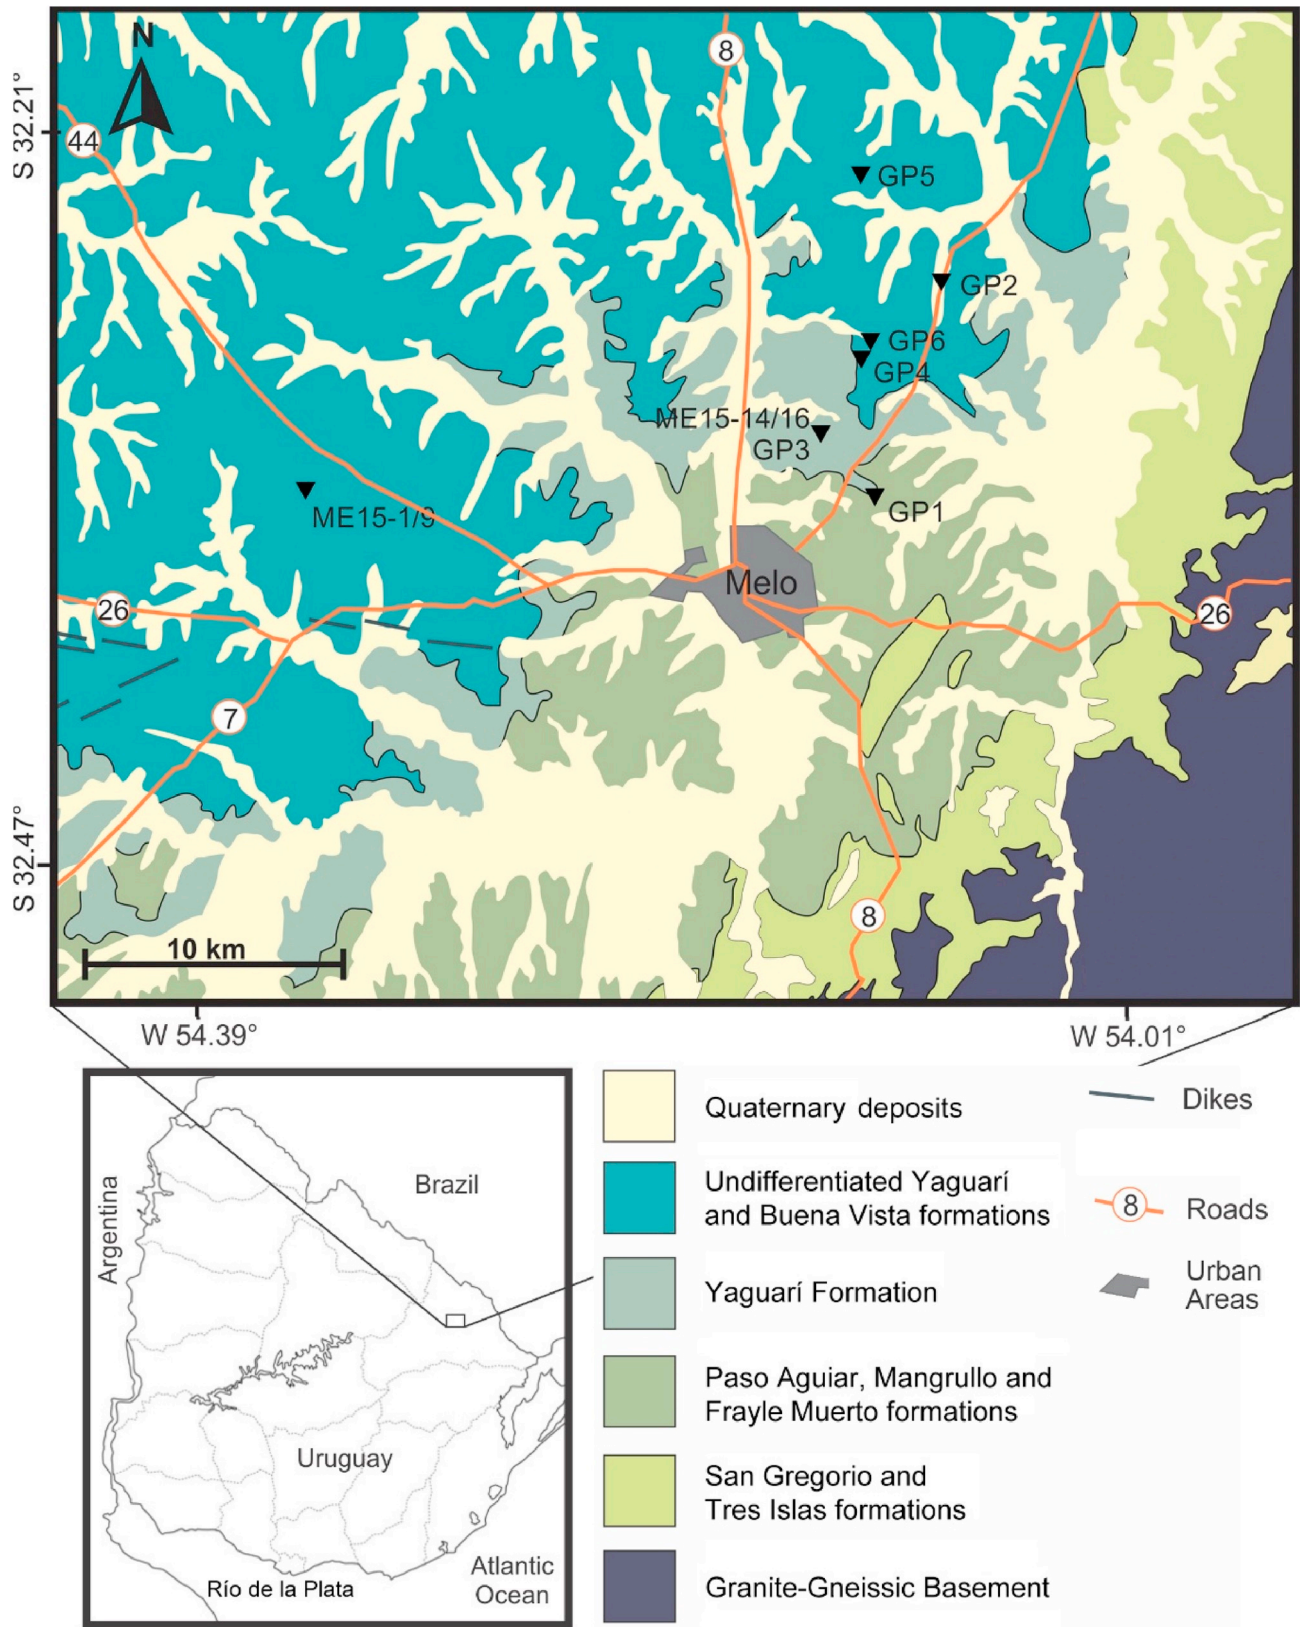 N
8
S 32.21°
44
GP5
GP2
GP6
GP4
ME15-14/16
GP3
ME15-1/9
GP1
Melo
26
26
7
S 32.47°
8
10 km
W 54.39°
W 54.01°
Quaternary deposits
Undifferentiated Yaguarí
and Buena Vista formations
Yaguarí Formation
Paso Aguiar, Mangrullo and
Frayle Muerto formations
San Gregorio and
Tres Islas formations
Granite-Gneissic Basement
Dikes
8
Roads
Urban
Areas
Brazil
Argentina
Uruguay
Atlantic
Ocean
Río de la Plata